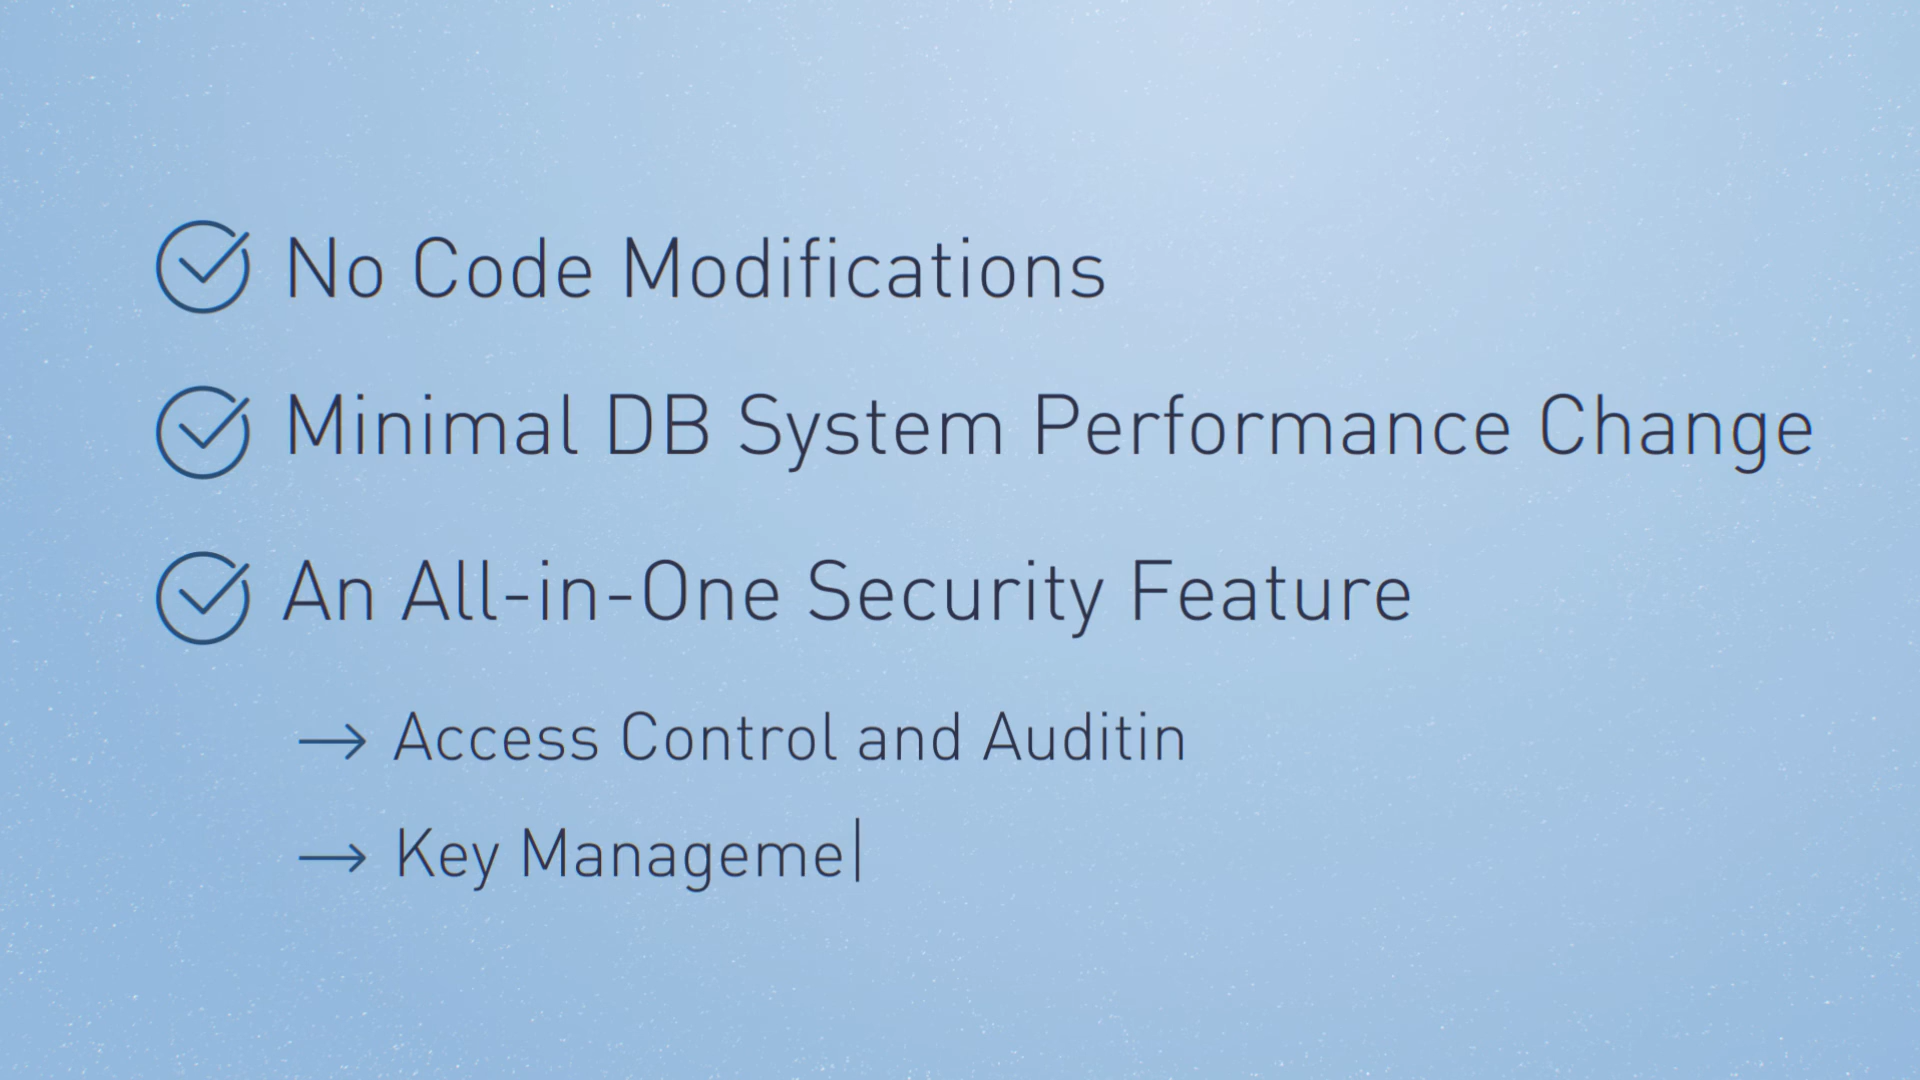 No Code Modifications
Minimal DB System Performance Change
An All-in-One Security Feature
Access Control and Auditin
Key Manageme